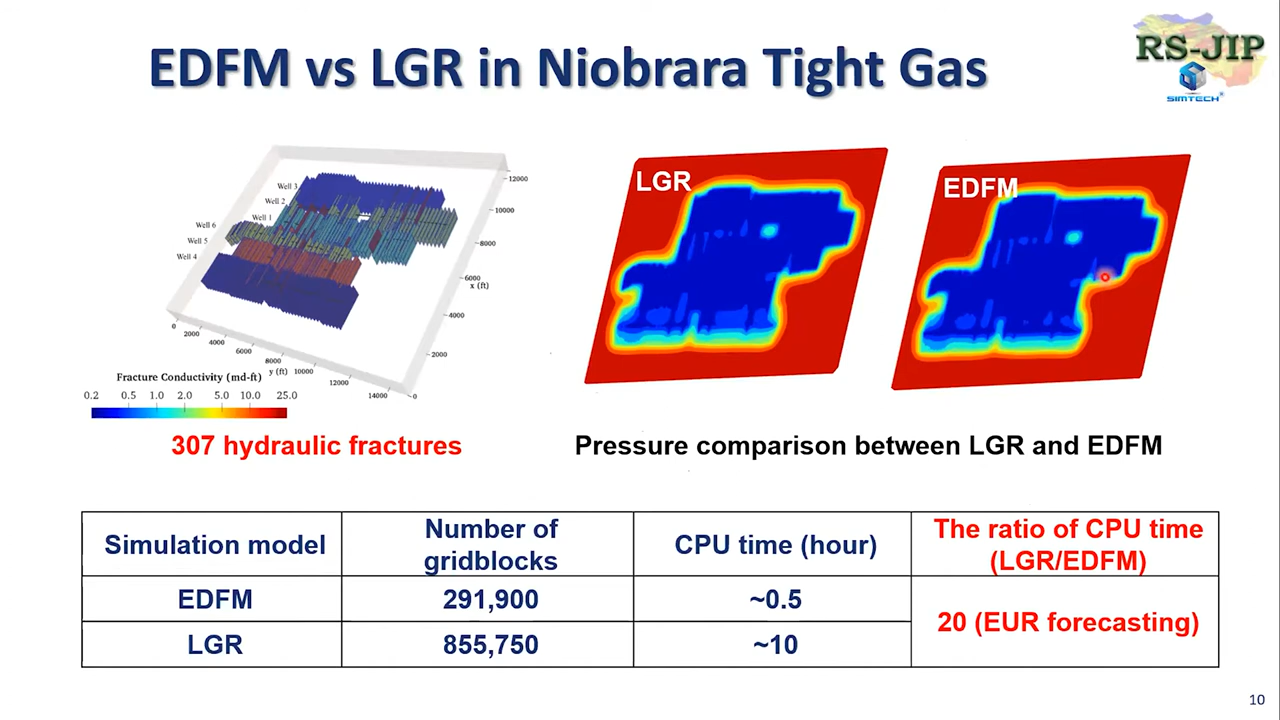 EDFM vs LGR in Niobrara Tight Gas
RS-JIP
SIMTECH
Well 3
Well 2
Well 1
Well 6
Well 5
Well 4
12000
10000
8000
6000
x (ft)
4000
2000
0
0
2000
4000
6000
8000
y (ft)
10000
12000
14000
Fracture Conductivity (md-ft)
0.2 0.5 1.0 2.0 5.0 10.0 25.0
307 hydraulic fractures
LGR
EDFM
Pressure comparison between LGR and EDFM
Simulation model
Number of
gridblocks
CPU time (hour)
The ratio of CPU time
(LGR/EDFM)
EDFM
291,900
~0.5
20 (EUR forecasting)
LGR
855,750
~10
10